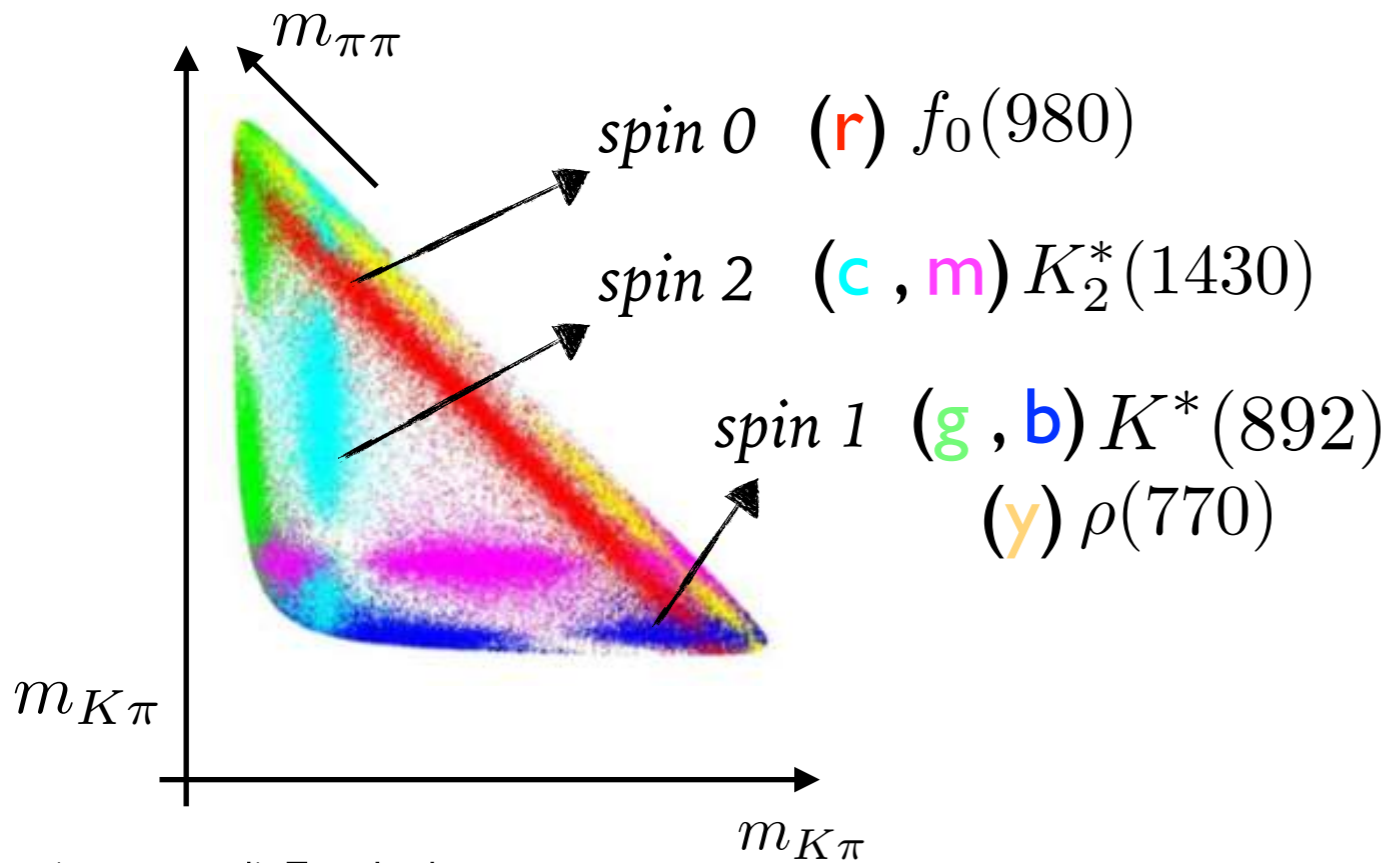 m_{ππ}
spin 0 (r) f_0(980)
spin 2 (c , m) K_2^*(1430)
spin 1 (g , b) K^*(892)
(y) ρ(770)
m_{Kπ}
m_{Kπ}